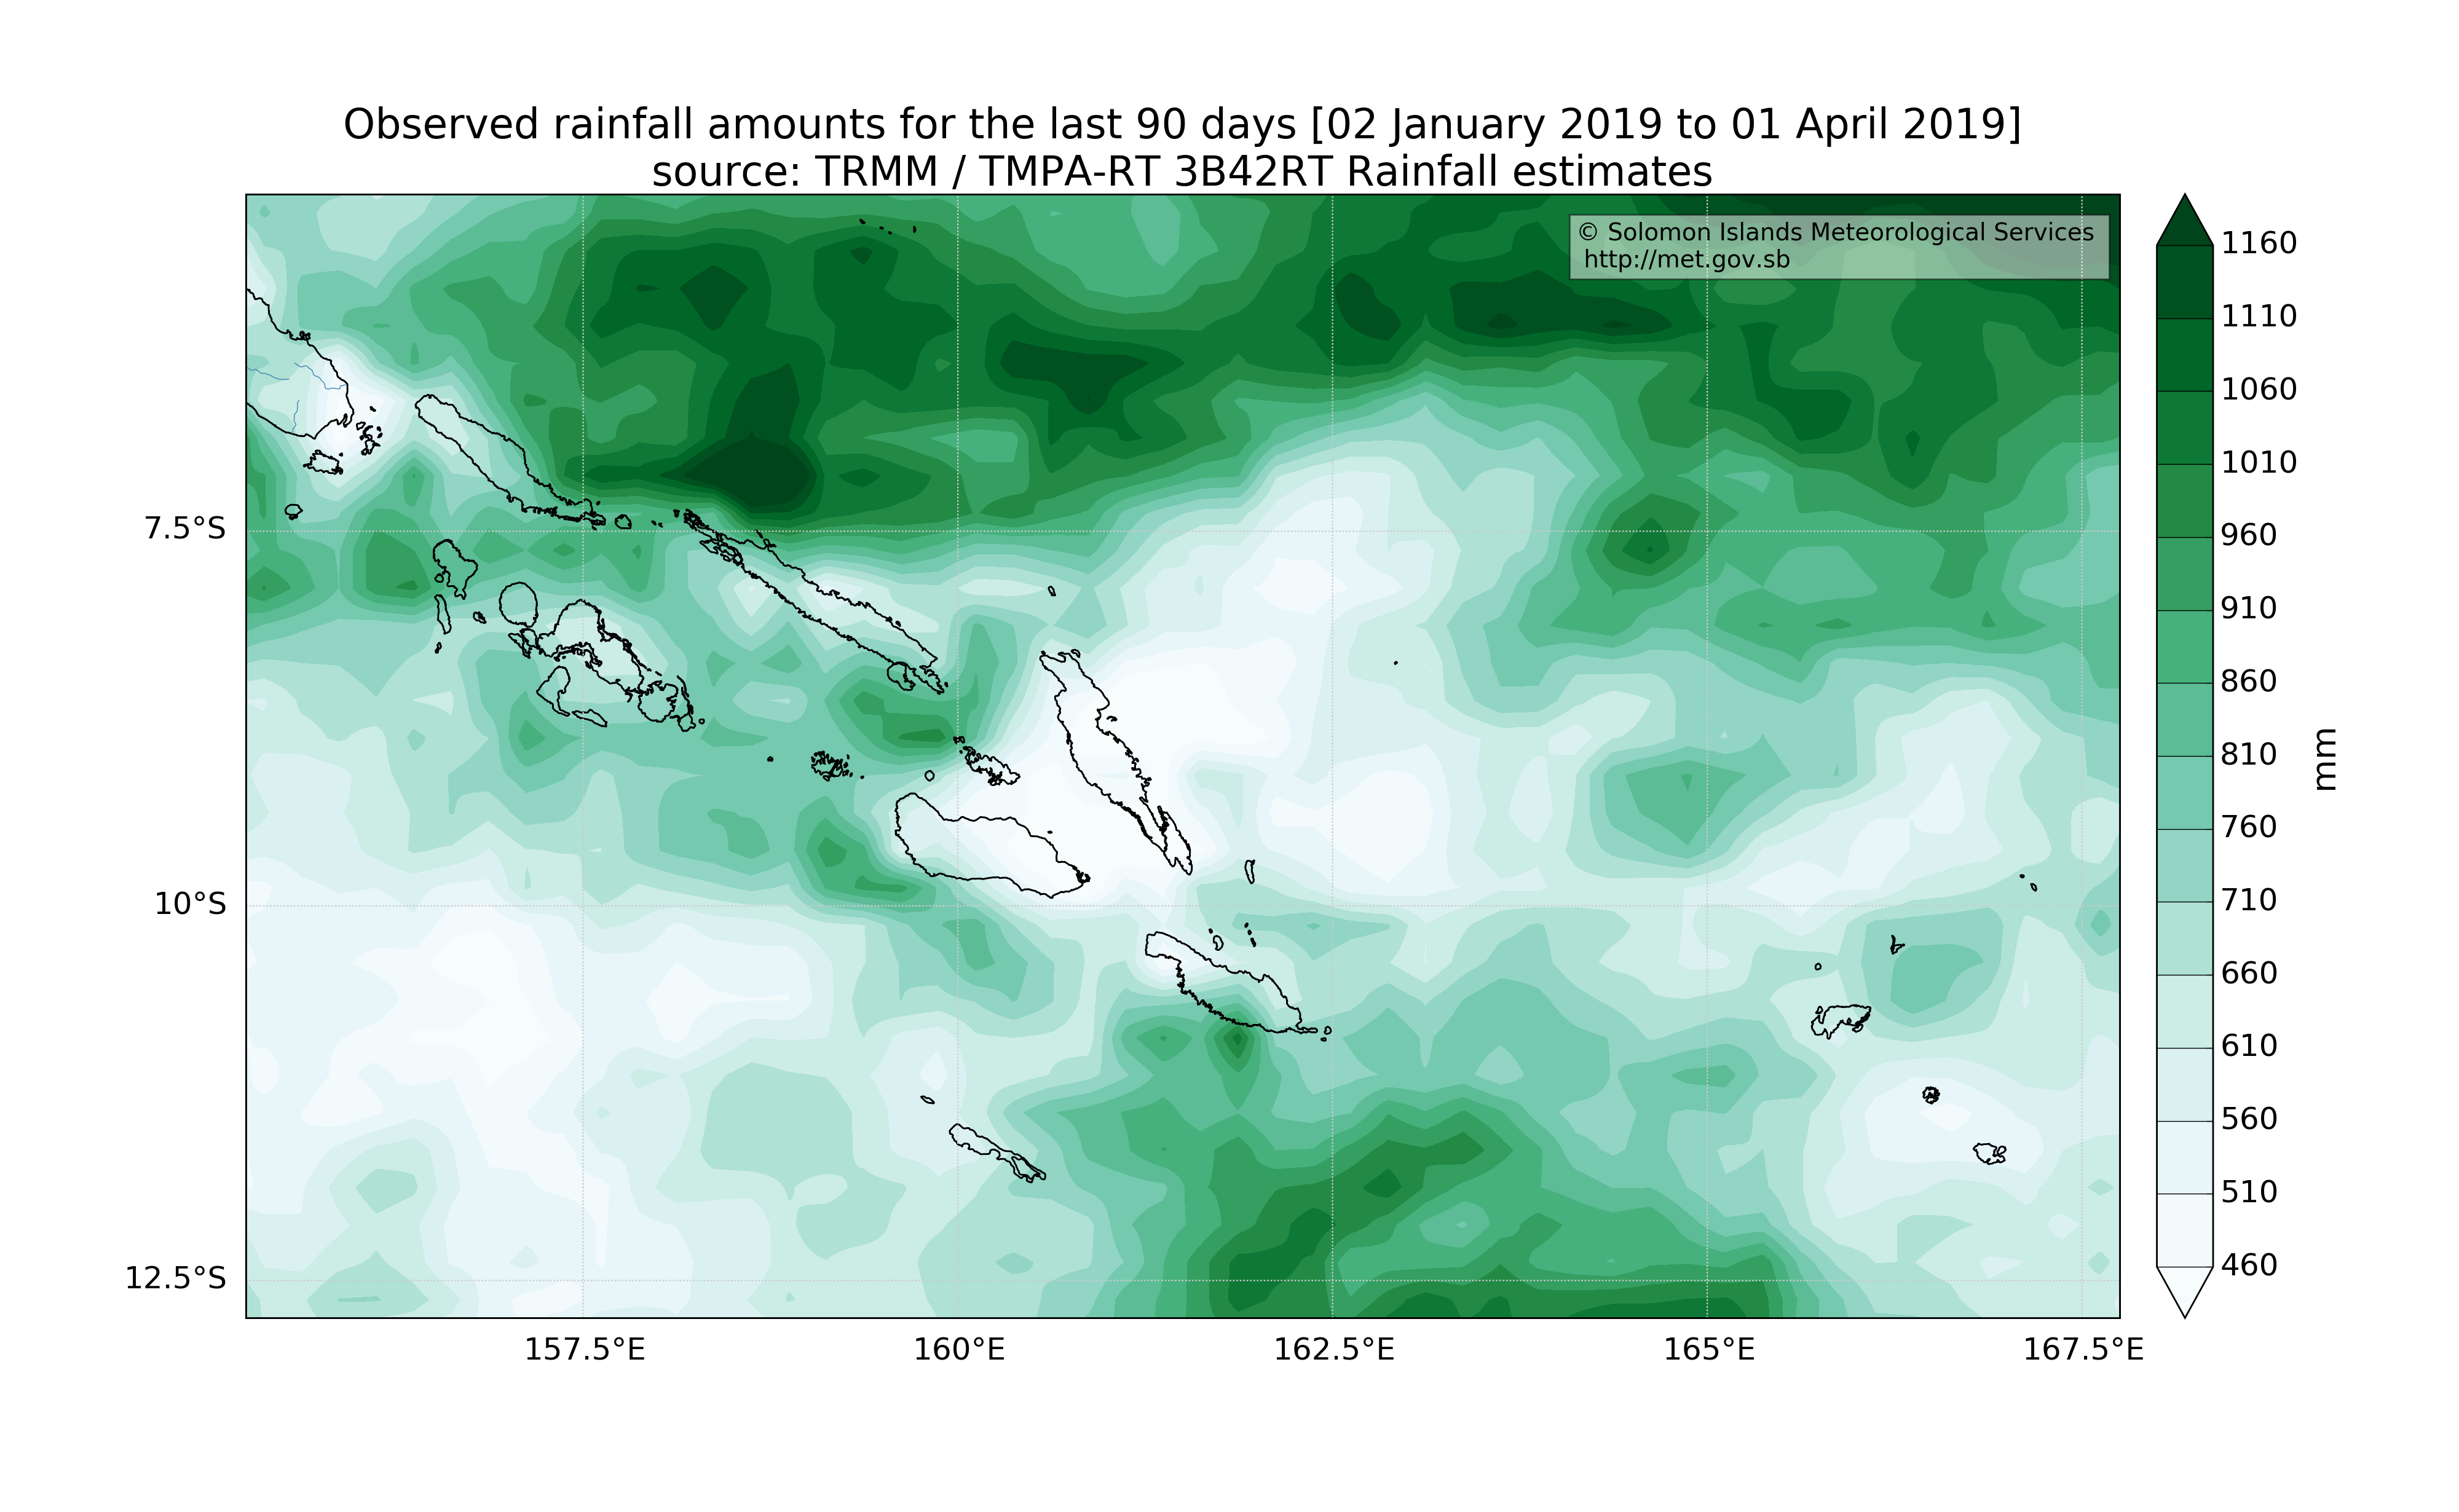 Observed rainfall amounts for the last 90 days [02 January 2019 to 01 April 2019]
source: TRMM / TMPA-RT 3B42RT Rainfall estimates
© Solomon Islands Meteorological Services
http://met.gov.sb
7.5°S
10°S
12.5°S
157.5°E
160°E
162.5°E
165°E
167.5°E
1160
1110
1060
1010
960
910
860
810
760
710
660
610
560
510
460
mm